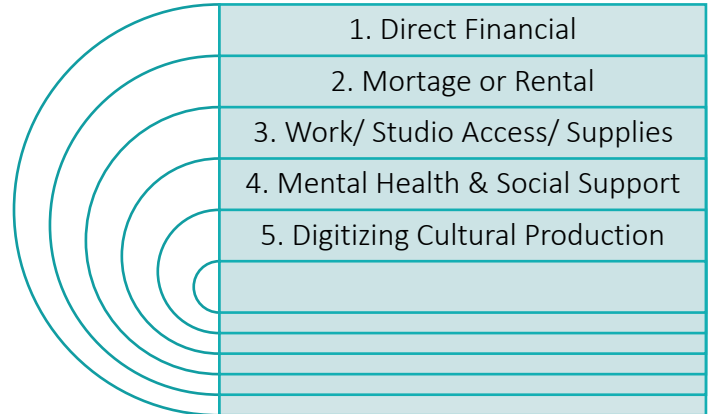 1. Direct Financial
2. Mortage or Rental
3. Work/ Studio Access/ Supplies
4. Mental Health & Social Support
5. Digitizing Cultural Production